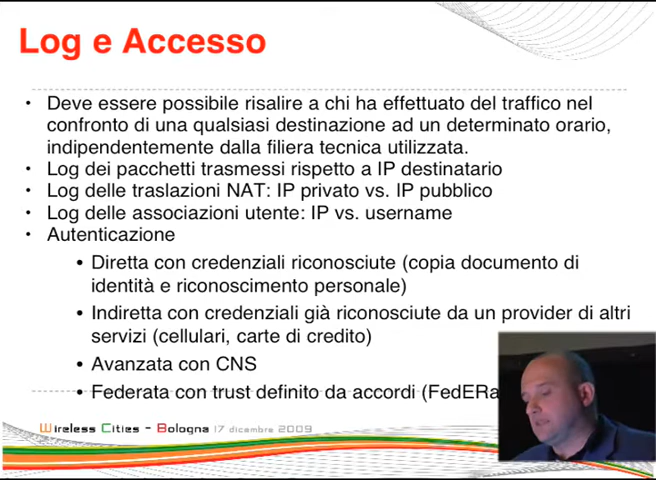 Log e Accesso
• Deve essere possibile risalire a chi ha effettuato del traffico nel
confronto di una qualsiasi destinazione ad un determinato orario,
indipendentemente dalla filiera tecnica utilizzata.
• Log dei pacchetti trasmessi rispetto a IP destinatario
• Log delle traslazioni NAT: IP privato vs. IP pubblico
• Log delle associazioni utente: IP vs. username
• Autenticazione
• Diretta con credenziali riconosciute (copia documento di
identità e riconoscimento personale)
• Indiretta con credenziali già riconosciute da un provider di altri
servizi (cellulari, carte di credito)
• Avanzata con CNS
• Federata con trust definito da accordi (FedERa
Wireless Cities - Bologna 17 dicembre 2009